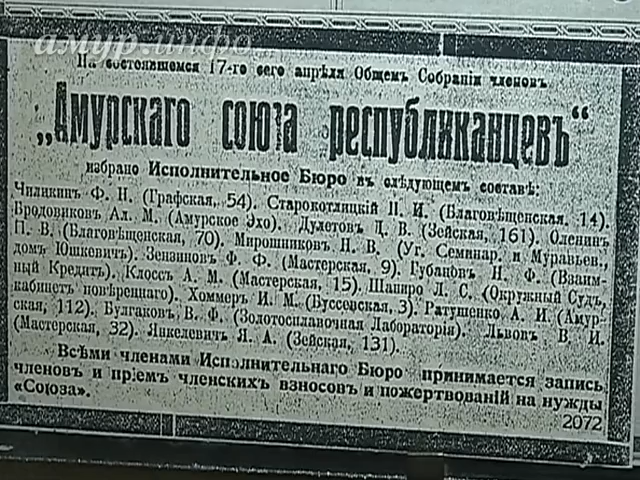 амур.инфо
На состоявшемся 17-го сего апрѣля Общемъ Собранiи членовъ
„Амурскаго союза республиканцевъ“
избрано Исполнительное Бюро въ слѣдующемъ составѣ:
Чиликинъ Ф. Н. (Графская, 54). Старокотлицкiй П. И. (Благовѣщенская, 14).
Бродовиковъ Ал. М. (Амурское Эхо). Дулетовъ Д. В. (Зейская, 161). Оленинъ
П. В. (Благовѣщенская, 70). Мирошниковъ Н. В. (Уг. Семинар. и Муравьев.,
домъ Юшкевичъ). Зензиновъ Ф. Ф. (Мастерская, 9). Губановъ Н. Ф. (Взаим-
ный Кредитъ). Клоссъ А. М. (Мастерская, 15). Шапиро Л. С. (Окружный Судъ,
кабинетъ повѣреннаго). Хоммеръ И. М. (Буссевская, 3). Ратушенко А. И. (Амур-
ская, 112). Булгаковъ В. Ф. (Золотосплавочная Лабораторiя). Львовъ В. И.
(Мастерская, 32). Янкелевичъ Я. А. (Зейская, 131).
Всѣми членами Исполнительнаго Бюро принимается запись
членовъ и прiемъ членскихъ взносовъ и пожертвованiй на нужды
«Союза».
2072